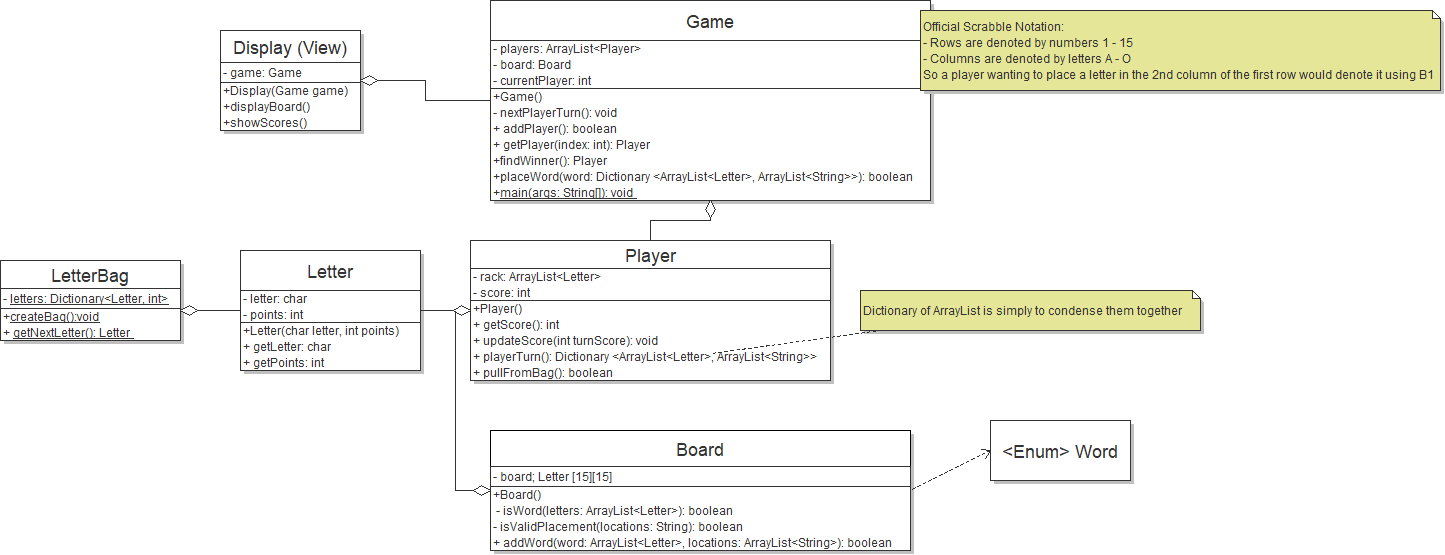 Game
- players: ArrayList<Player>
- board: Board
- currentPlayer: int
+Game()
- nextPlayerTurn(): void
+ addPlayer(): boolean
+ getPlayer(index: int): Player
+findWinner(): Player
+placeWord(word: Dictionary <ArrayList<Letter>, ArrayList<String>>): boolean
+main(args: String[]): void
Official Scrabble Notation:
- Rows are denoted by numbers 1 - 15
- Columns are denoted by letters A - O
So a player wanting to place a letter in the 2nd column of the first row would denote it using B1
Display (View)
- game: Game
+Display(Game game)
+displayBoard()
+showScores()
LetterBag
- letters: Dictionary<Letter, int>
+createBag():void
+ getNextLetter(): Letter
Letter
- letter: char
- points: int
+Letter(char letter, int points)
+ getLetter: char
+ getPoints: int
Player
- rack: ArrayList<Letter>
- score: int
+Player()
+ getScore(): int
+ updateScore(int turnScore): void
+ playerTurn(): Dictionary <ArrayList<Letter>, ArrayList<String>>
+ pullFromBag(): boolean
Dictionary of ArrayList is simply to condense them together
Board
- board; Letter [15][15]
+Board()
- isWord(letters: ArrayList<Letter>): boolean
- isValidPlacement(locations: String): boolean
+ addWord(word: ArrayList<Letter>, locations: ArrayList<String>): boolean
<Enum> Word